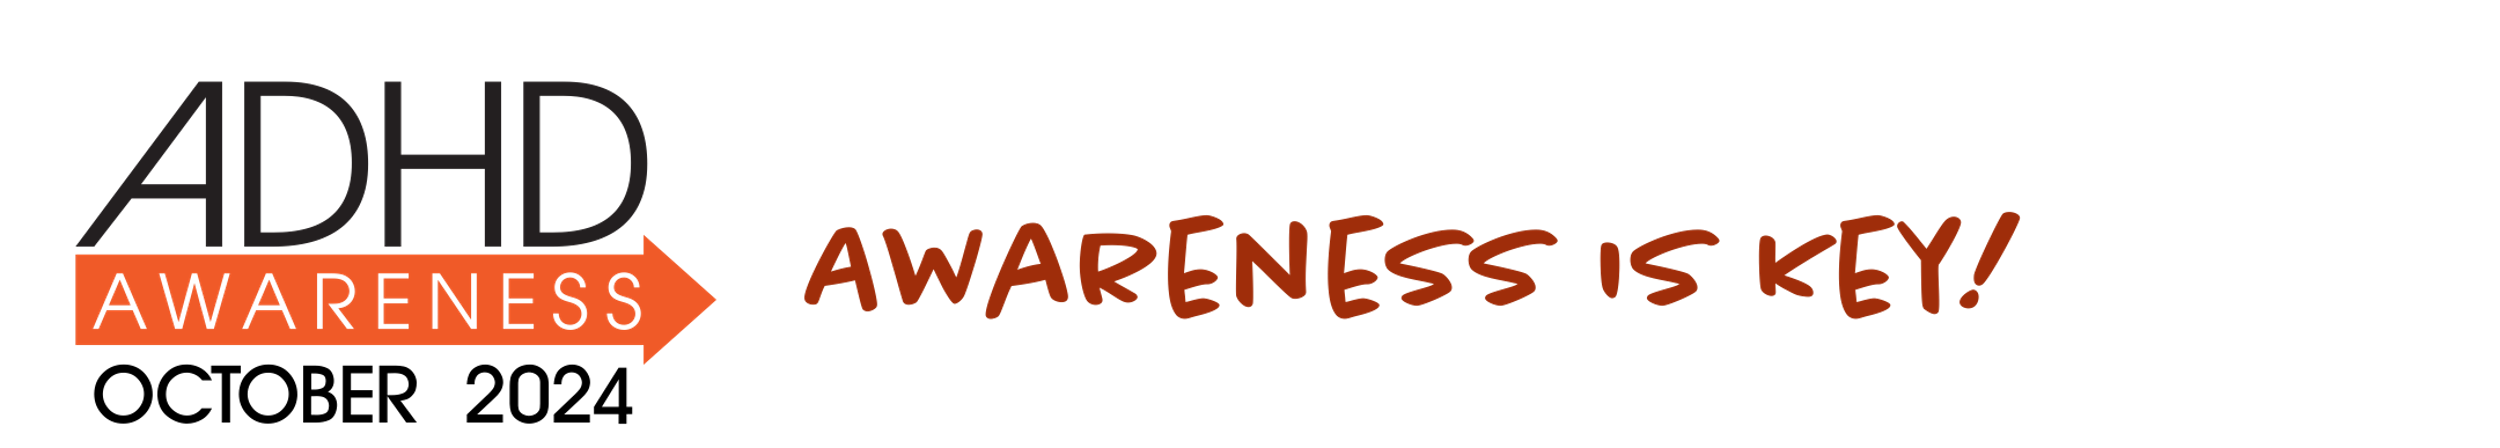 ADHD
AWARENESS
OCTOBER 2024
AWARENESS IS KEY!